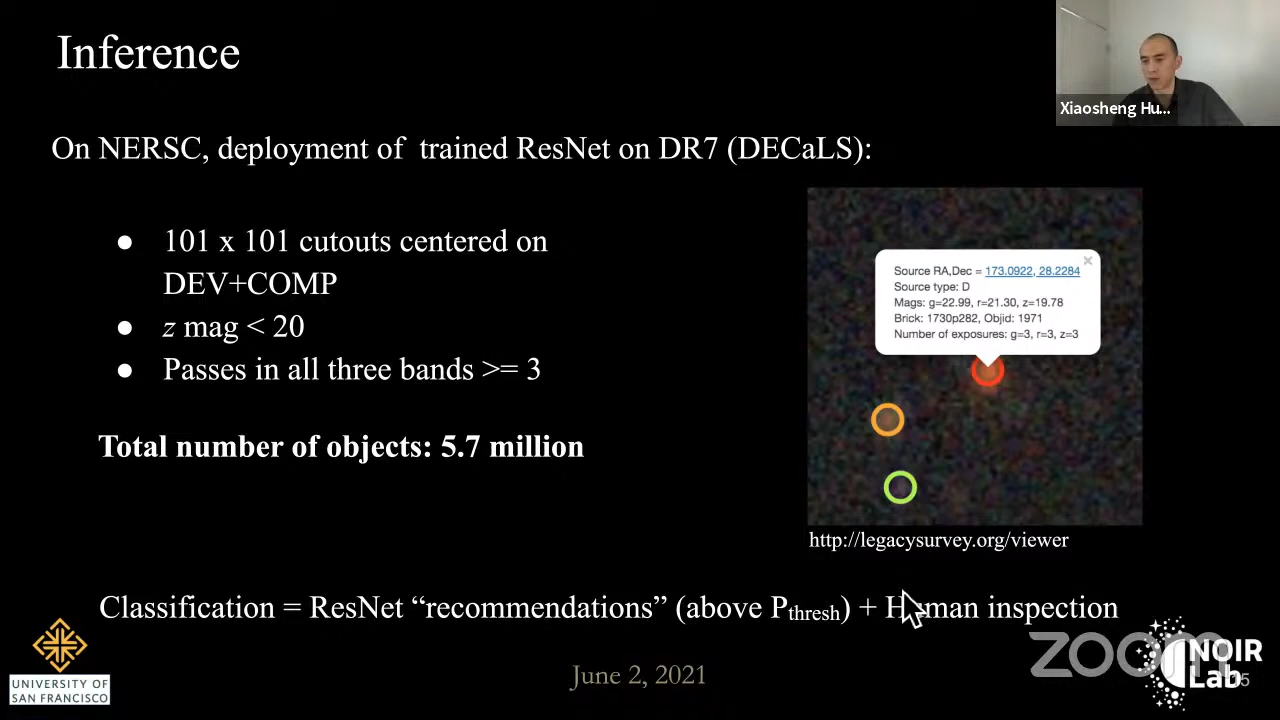 Inference
Xiaosheng Hu...
On NERSC, deployment of trained ResNet on DR7 (DECaLS):
● 101 x 101 cutouts centered on
DEV+COMP
● z mag < 20
● Passes in all three bands >= 3
Total number of objects: 5.7 million
Source RA,Dec = 173.0922, 28.2284
Source type: D
Mags: g=22.99, r=21.30, z=19.78
Brick: 1730p282, Objid: 1971
Number of exposures: g=3, r=3, z=3
http://legacysurvey.org/viewer
Classification = ResNet “recommendations” (above Pthresh) + Human inspection
UNIVERSITY OF
SAN FRANCISCO
June 2, 2021
zoom
NOIR
Lab